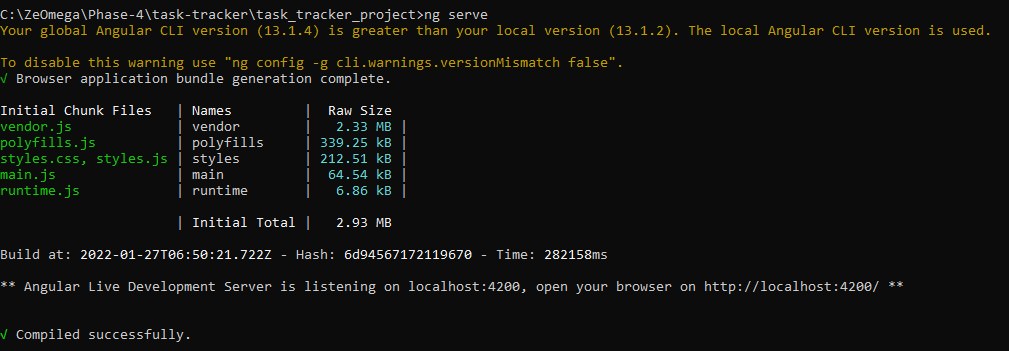 C:\ZeOmega\Phase-4\task-tracker\task_tracker_project>ng serve
Your global Angular CLI version (13.1.4) is greater than your local version (13.1.2). The local Angular CLI version is used.
To disable this warning use "ng config -g cli.warnings.versionMismatch false".
√ Browser application bundle generation complete.
Initial Chunk Files   | Names         |  Raw Size
vendor.js             | vendor        |   2.33 MB |
polyfills.js          | polyfills     | 339.25 kB |
styles.css, styles.js | styles        | 212.51 kB |
main.js               | main          |  64.54 kB |
runtime.js            | runtime       |   6.86 kB |
                      | Initial Total |   2.93 MB
Build at: 2022-01-27T06:50:21.722Z - Hash: 6d94567172119670 - Time: 282158ms
** Angular Live Development Server is listening on localhost:4200, open your browser on http://localhost:4200/ **
√ Compiled successfully.